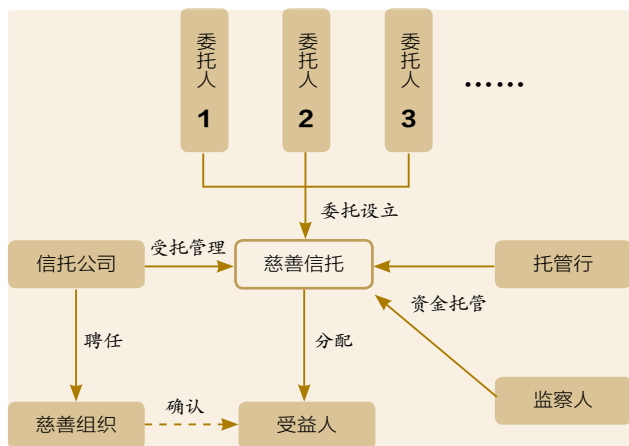 委托人
1
委托人
2
委托人
3
……
委托设立
信托公司
受托管理
慈善信托
托管行
资金托管
聘任
分配
监察人
慈善组织
确认
受益人